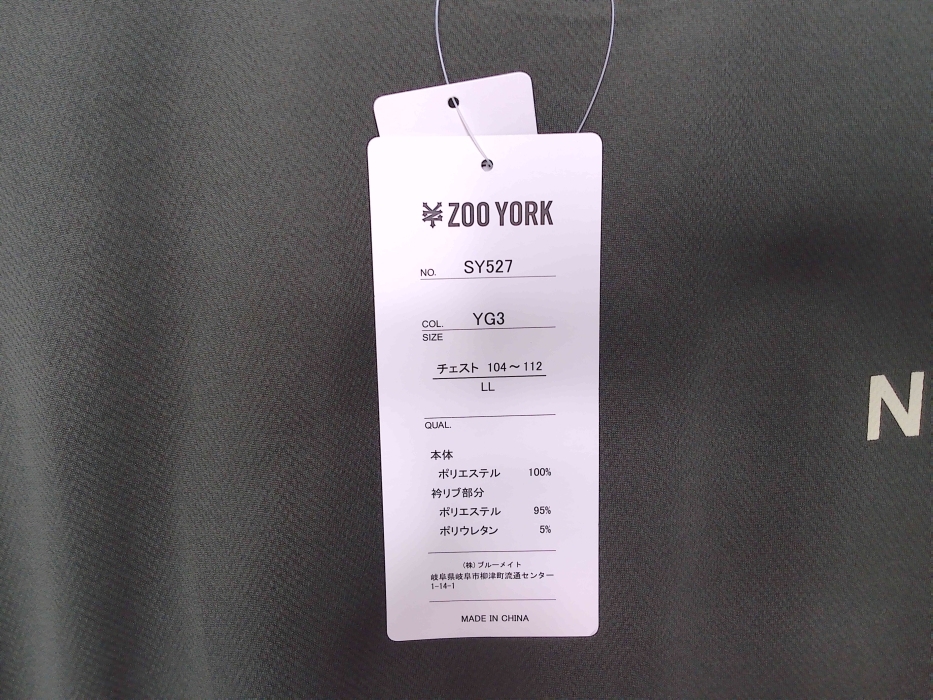 ZOO YORK
NO. SY527
COL. YG3
SIZE
チェスト 104～112
LL
QUAL.
本体
ポリエステル 100%
衿リブ部分
ポリエステル 95%
ポリウレタン 5%
(株)ブルーメイト
岐阜県岐阜市柳津町流通センター
1-14-1
MADE IN CHINA
N